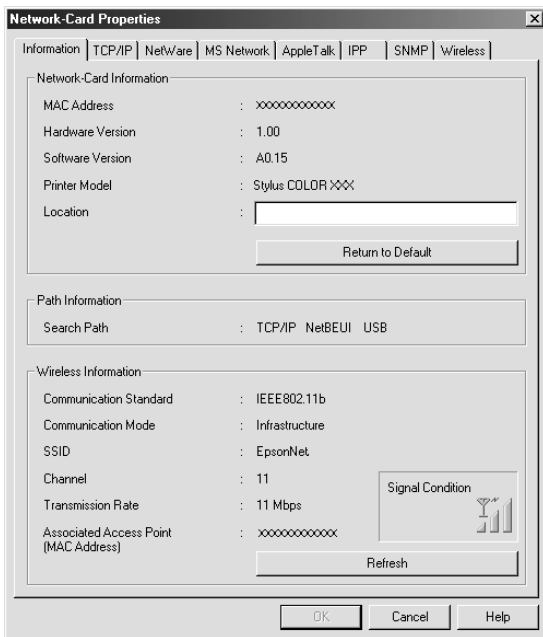 Network-Card Properties
Information TCP/IP NetWare MS Network AppleTalk IPP SNMP Wireless
Network-Card Information
MAC Address : XXXXXXXXXXXX
Hardware Version : 1.00
Software Version : A0.15
Printer Model : Stylus COLOR XXX
Location :
Return to Default
Path Information
Search Path : TCP/IP NetBEUI USB
Wireless Information
Communication Standard : IEEE802.11b
Communication Mode : Infrastructure
SSID : EpsonNet
Channel : 11
Signal Condition
Transmission Rate : 11 Mbps
Associated Access Point : XXXXXXXXXXXX
(MAC Address)
Refresh
OK Cancel Help